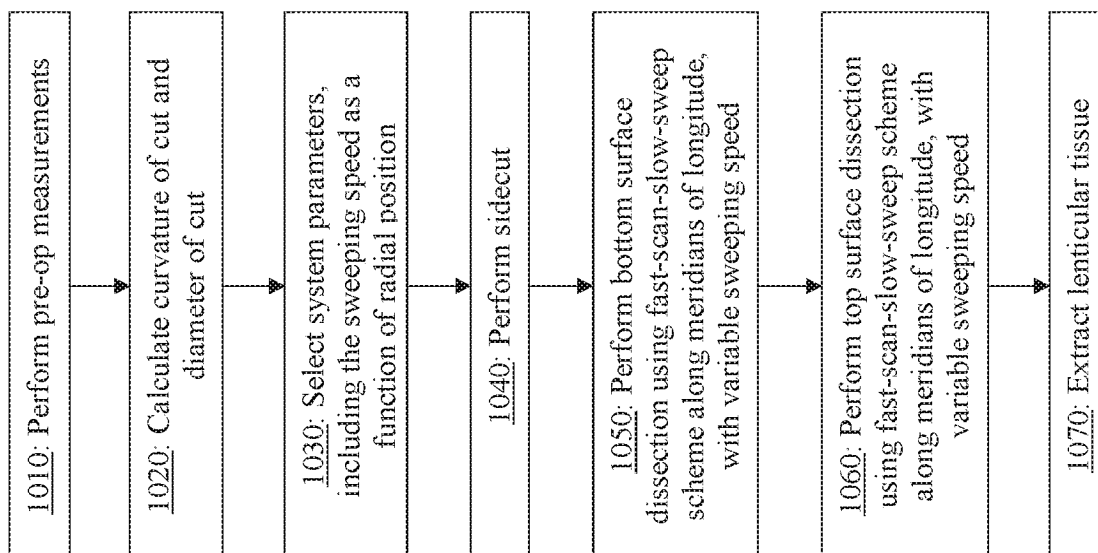 1010: Perform pre-op measurements
1020: Calculate curvature of cut and
diameter of cut
1030: Select system parameters,
including the sweeping speed as a
function of radial position
1040: Perform sidecut
1050: Perform bottom surface
dissection using fast-scan-slow-sweep
scheme along meridians of longitude,
with variable sweeping speed
1060: Perform top surface dissection
using fast-scan-slow-sweep scheme
along meridians of longitude, with
variable sweeping speed
1070: Extract lenticular tissue